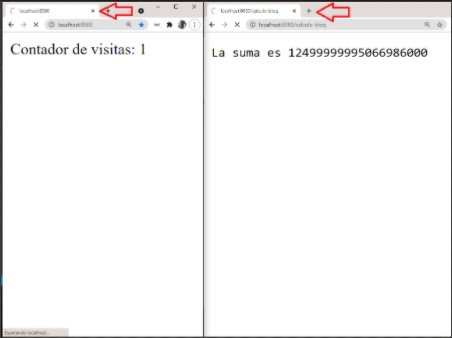 localhost:8080
localhost:8080
Contador de visitas: 1
Esperando localhost...
localhost:8080/calculo-bloq
localhost:8080/calculo-bloq
La suma es 12499999995066986000